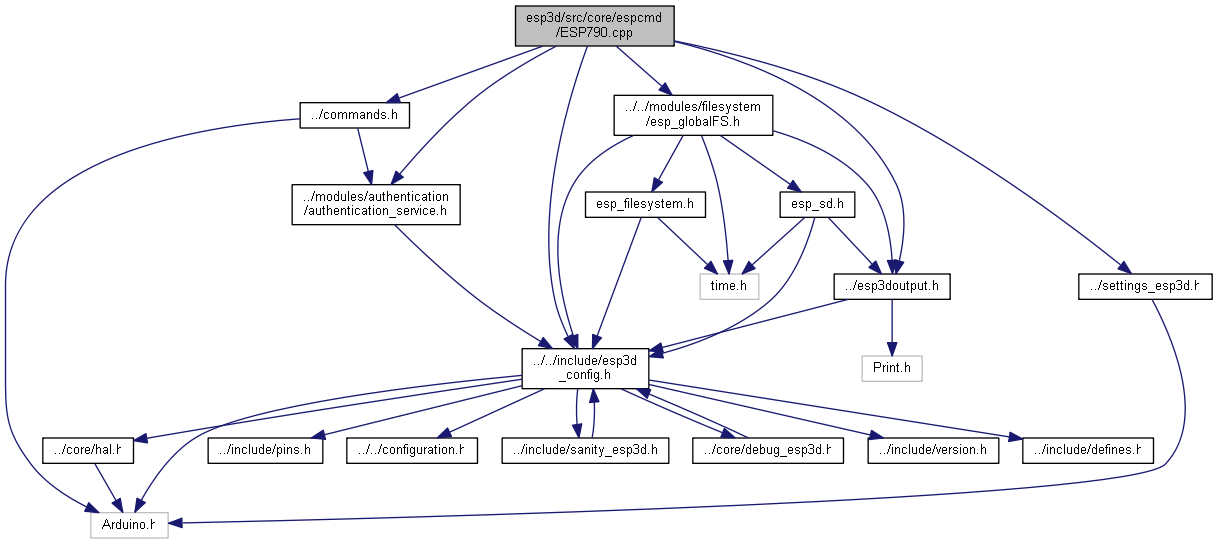 esp3d/src/core/espcmd
/ESP790.cpp
../commands.h
../../modules/filesystem
/esp_globalFS.h
../modules/authentication
/authentication_service.h
esp_filesystem.h
esp_sd.h
time.h
../esp3doutput.h
../settings_esp3d.h
../../include/esp3d
_config.h
Print.h
../core/hal.h
../include/pins.h
../../configuration.h
../include/sanity_esp3d.h
../core/debug_esp3d.h
../include/version.h
../include/defines.h
Arduino.h